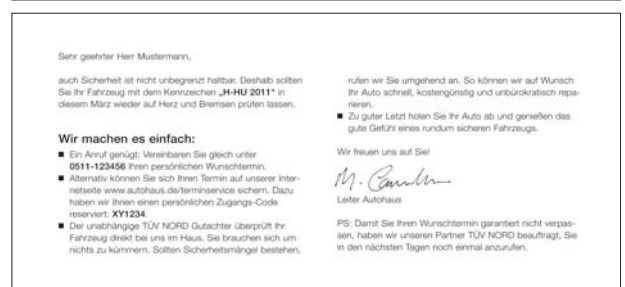 Sehr geehrter Herr Mustermann,
auch Sicherheit ist nicht unbegrenzt haltbar. Deshalb sollten
Sie Ihr Fahrzeug mit dem Kennzeichen „H-HU 2011“ in
diesem März wieder auf Herz und Bremsen prüfen lassen.
Wir machen es einfach:
■ Ein Anruf genügt: Vereinbaren Sie gleich unter
0511-123456 Ihren persönlichen Wunschtermin.
■ Alternativ können Sie sich Ihren Termin auf unserer Inter-
netseite www.autohaus.de/terminservice sichern. Dazu
haben wir Ihnen einen persönlichen Zugangs-Code
reserviert: XY1234.
■ Der unabhängige TÜV NORD Gutachter überprüft Ihr
Fahrzeug direkt bei uns im Haus. Sie brauchen sich um
nichts zu kümmern. Sollten Sicherheitsmängel bestehen,
rufen wir Sie umgehend an. So können wir auf Wunsch
Ihr Auto schnell, kostengünstig und unbürokratisch repa-
rieren.
■ Zu guter Letzt holen Sie Ihr Auto ab und genießen das
gute Gefühl eines rundum sicheren Fahrzeugs.
Wir freuen uns auf Sie!
Leiter Autohaus
PS: Damit Sie Ihren Wunschtermin garantiert nicht verpas-
sen, haben wir unseren Partner TÜV NORD beauftragt, Sie
in den nächsten Tagen noch einmal anzurufen.